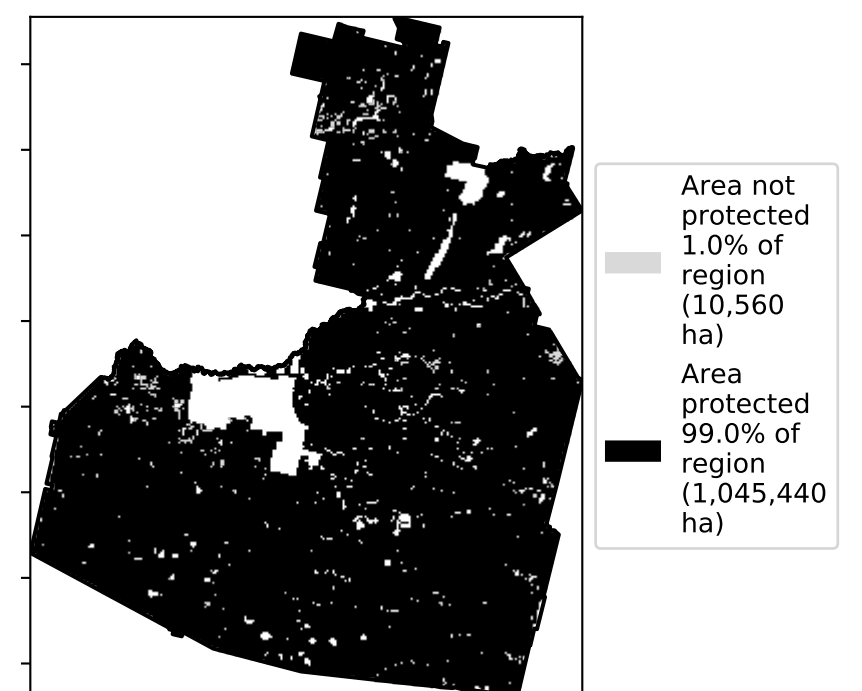 Area not
protected
1.0% of
region
(10,560
ha)
Area
protected
99.0% of
region
(1,045,440
ha)